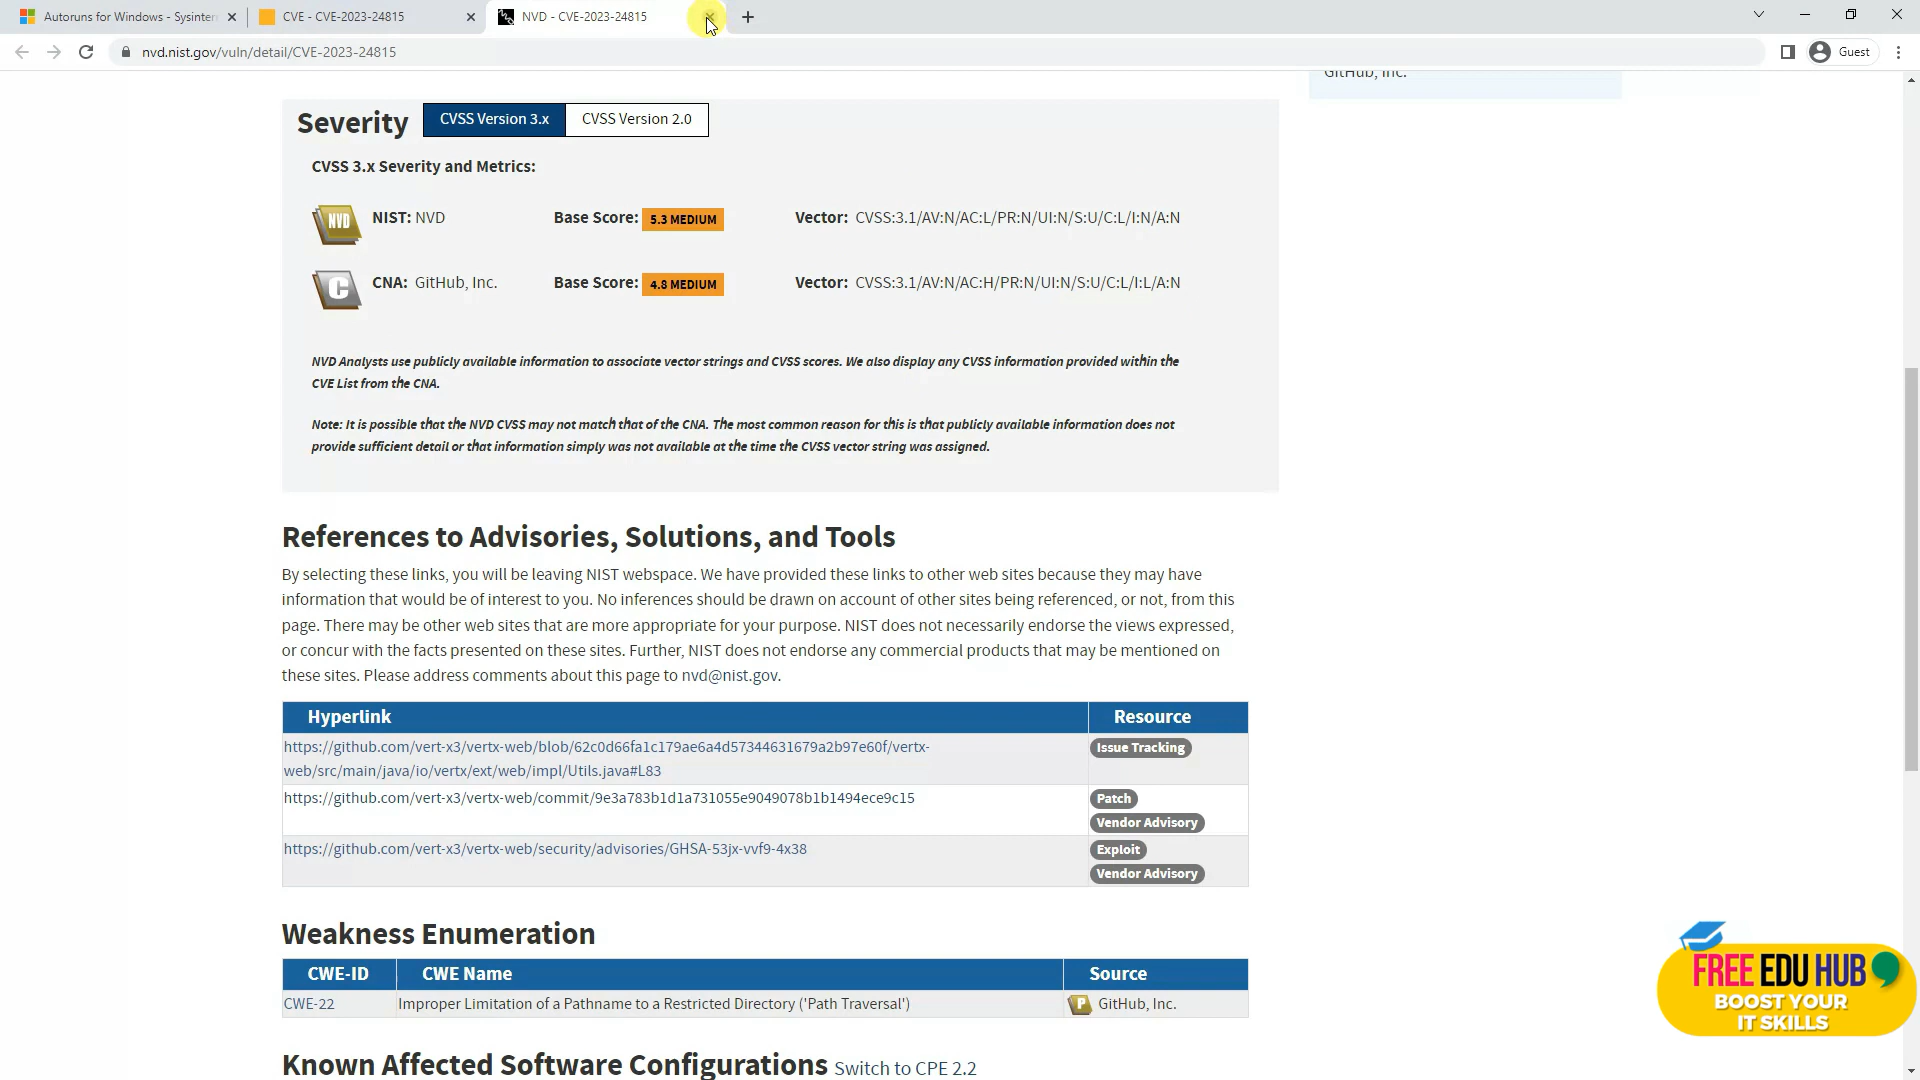 Autoruns for Windows - Sysinter
CVE - CVE-2023-24815
NVD - CVE-2023-24815
nvd.nist.gov/vuln/detail/CVE-2023-24815
Guest
GitHub, Inc.
Severity
CVSS Version 3.x
CVSS Version 2.0
CVSS 3.x Severity and Metrics:
NVD
NIST: NVD
Base Score: 5.3 MEDIUM
Vector: CVSS:3.1/AV:N/AC:L/PR:N/UI:N/S:U/C:L/I:N/A:N
C
CNA: GitHub, Inc.
Base Score: 4.8 MEDIUM
Vector: CVSS:3.1/AV:N/AC:H/PR:N/UI:N/S:U/C:L/I:L/A:N
NVD Analysts use publicly available information to associate vector strings and CVSS scores. We also display any CVSS information provided within the
CVE List from the CNA.
Note: It is possible that the NVD CVSS may not match that of the CNA. The most common reason for this is that publicly available information does not
provide sufficient detail or that information simply was not available at the time the CVSS vector string was assigned.
References to Advisories, Solutions, and Tools
By selecting these links, you will be leaving NIST webspace. We have provided these links to other web sites because they may have
information that would be of interest to you. No inferences should be drawn on account of other sites being referenced, or not, from this
page. There may be other web sites that are more appropriate for your purpose. NIST does not necessarily endorse the views expressed,
or concur with the facts presented on these sites. Further, NIST does not endorse any commercial products that may be mentioned on
these sites. Please address comments about this page to nvd@nist.gov.
Hyperlink
Resource
https://github.com/vert-x3/vertx-web/blob/62c0d66fa1c179ae6a4d57344631679a2b97e60f/vertx-
web/src/main/java/io/vertx/ext/web/impl/Utils.java#L83
Issue Tracking
https://github.com/vert-x3/vertx-web/commit/9e3a783b1d1a731055e9049078b1b1494ece9c15
Patch
Vendor Advisory
https://github.com/vert-x3/vertx-web/security/advisories/GHSA-53jx-vvf9-4x38
Exploit
Vendor Advisory
Weakness Enumeration
CWE-ID
CWE Name
Source
CWE-22
Improper Limitation of a Pathname to a Restricted Directory ('Path Traversal')
P
GitHub, Inc.
Known Affected Software Configurations Switch to CPE 2.2
FREE EDU HUB
BOOST YOUR
IT SKILLS